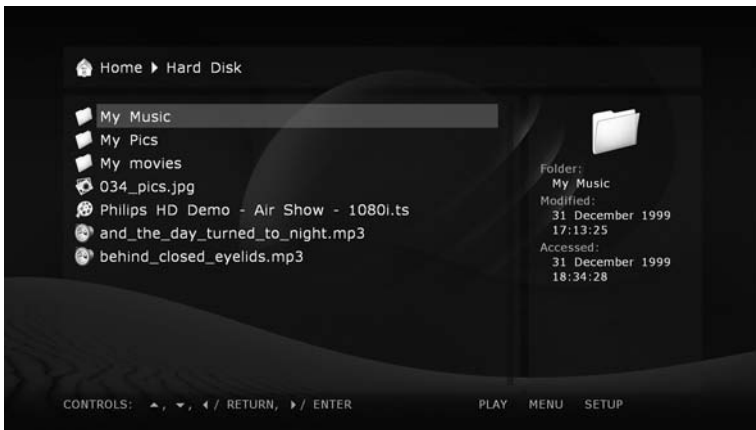 Home ▸ Hard Disk
My Music
My Pics
My movies
034_pics.jpg
Philips HD Demo - Air Show - 1080i.ts
and_the_day_turned_to_night.mp3
behind_closed_eyelids.mp3
Folder:
My Music
Modified:
31 December 1999
17:13:25
Accessed:
31 December 1999
18:34:28
CONTROLS: ▲, ▼, ◂/ RETURN, ▸/ ENTER PLAY MENU SETUP